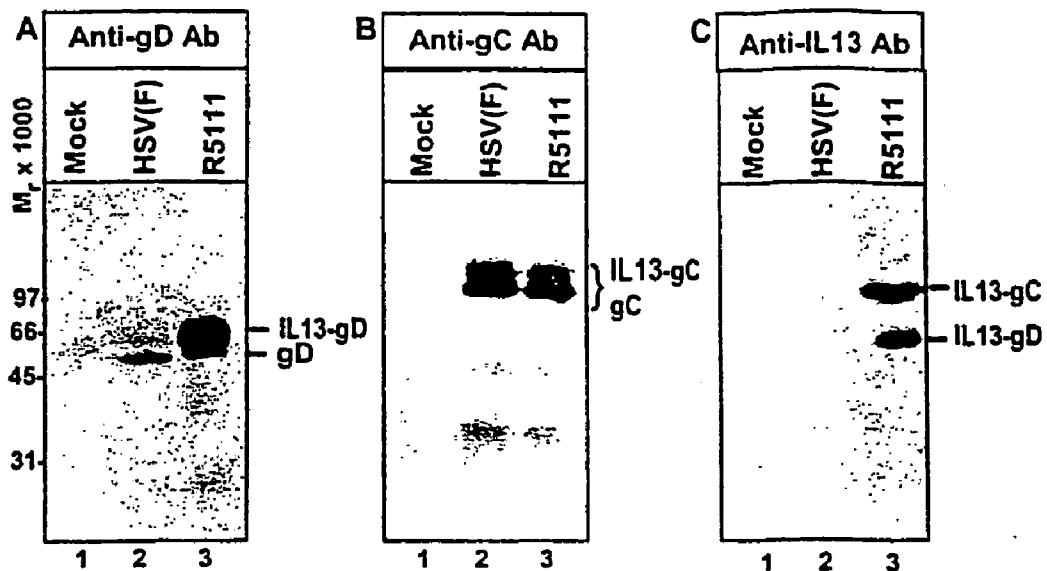 A
Anti-gD Ab
Mock
HSV(F)
R5111
Mr x 1000
97-
66-
45-
31-
IL13-gD
gD
1 2 3
B
Anti-gC Ab
Mock
HSV(F)
R5111
IL13-gC
gC
1 2 3
C
Anti-IL13 Ab
Mock
HSV(F)
R5111
IL13-gC
IL13-gD
1 2 3